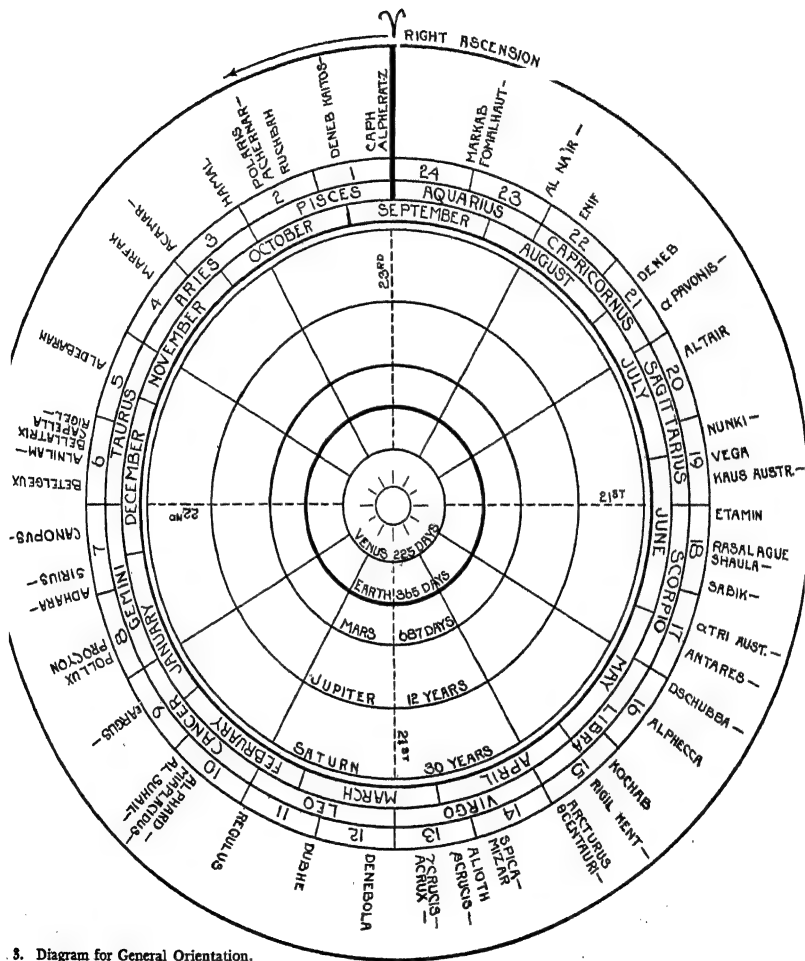 ♈ RIGHT ASCENSION
CAPH
ALPHERATZ
DENEB KAITOS—
POLARIS
ACHERNAR—
RUCHBAH
HAMAL
ACAMAR—
MARFAK
ALDEBARAN
RIGEL—
CAPELLA
BELLATRIX
ALNILAM—
BETELGEUX
CANOPUS-
SIRIUS—
ADHARA—
PROCYON
POLLUX
AL SUHAIL—
MIAPLACIDUS—
ALPHARD—
REGULUS
DUBHE
DENEBOLA
ACRUX—
ALIOTH
MIZAR
SPICA—
ARCTURUS
RIGIL KENT—
KOCHAB
ALPHECCA
DSCHUBBA—
ANTARES—
αTRI AUST.—
SABIK—
RASALAGUE
SHAULA—
ETAMIN
KAUS AUSTR.—
VEGA
NUNKI—
ALTAIR
α PAVONIS—
DENEB
ENIF
AL NA'IR—
MARKAB
FOMALHAUT—
1
2
3
4
5
6
7
8
9
10
11
12
13
14
15
16
17
18
19
20
21
22
23
24
PISCES
ARIES
TAURUS
GEMINI
CANCER
LEO
VIRGO
LIBRA
SCORPIO
SAGITTARIUS
CAPRICORNUS
AQUARIUS
SEPTEMBER
OCTOBER
NOVEMBER
DECEMBER
JANUARY
FEBRUARY
MARCH
APRIL
MAY
JUNE
JULY
AUGUST
23RD
22ND
21ST
21ST
VENUS 225 DAYS
EARTH 365 DAYS
MARS 687 DAYS
JUPITER 12 YEARS
SATURN 30 YEARS
3. Diagram for General Orientation.